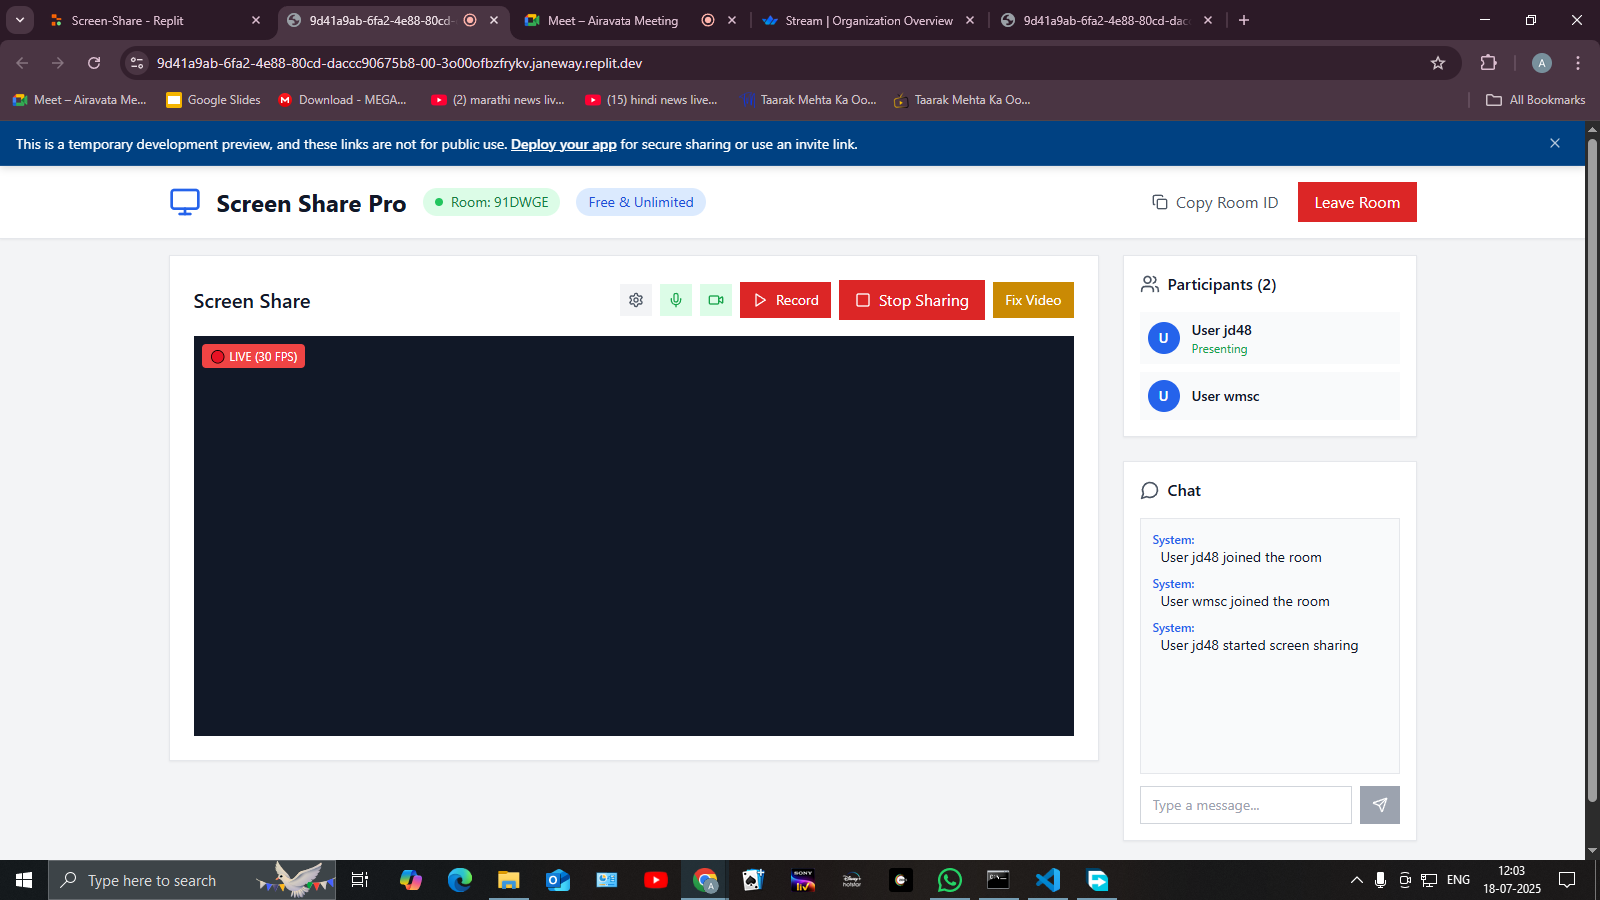 Screen-Share - Replit
9d41a9ab-6fa2-4e88-80cd-
Meet – Airavata Meeting
Stream | Organization Overview
9d41a9ab-6fa2-4e88-80cd-dacc
9d41a9ab-6fa2-4e88-80cd-daccc90675b8-00-3o00ofbzfrykv.janeway.replit.dev
A
Meet – Airavata Me...
Google Slides
Download - MEGA...
(2) marathi news liv...
(15) hindi news live...
Taarak Mehta Ka Oo...
Taarak Mehta Ka Oo...
All Bookmarks
This is a temporary development preview, and these links are not for public use. Deploy your app for secure sharing or use an invite link.
Screen Share Pro
Room: 91DWGE
Free & Unlimited
Copy Room ID
Leave Room
Screen Share
Record
Stop Sharing
Fix Video
LIVE (30 FPS)
Participants (2)
U
User jd48
Presenting
U
User wmsc
Chat
System:
User jd48 joined the room
System:
User wmsc joined the room
System:
User jd48 started screen sharing
Type a message...
Type here to search
A
SONY
liv
hotstar
ENG
12:03
18-07-2025